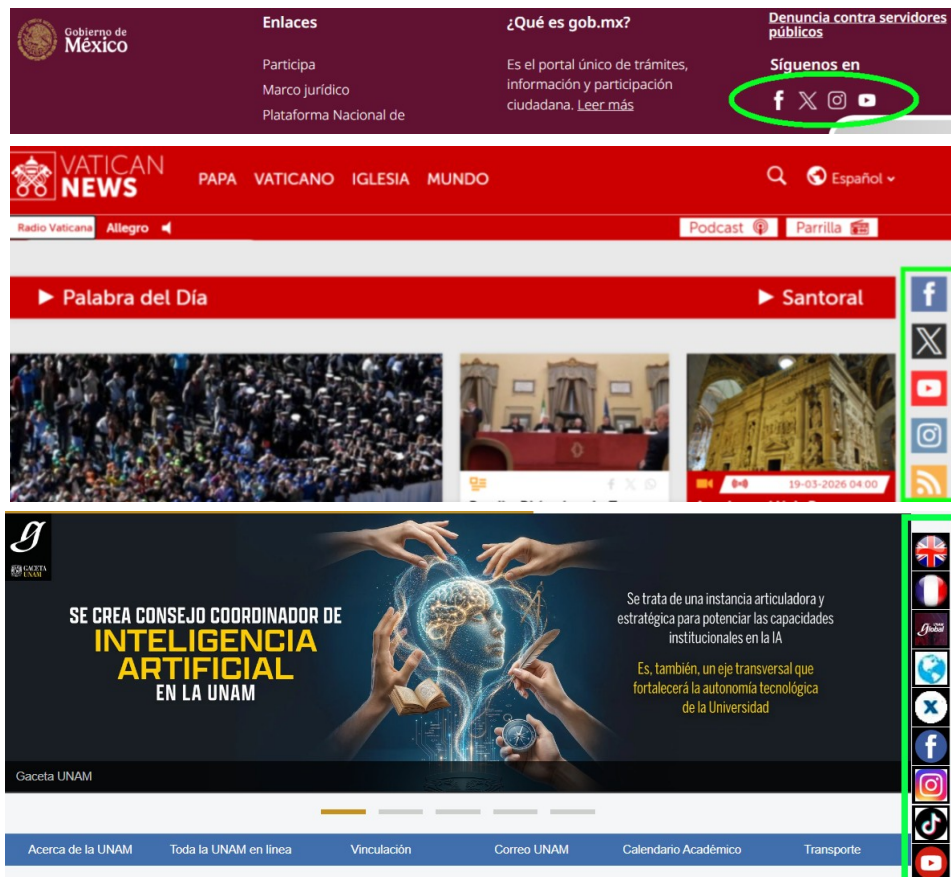 Gobierno de
México
Enlaces
Participa
Marco jurídico
Plataforma Nacional de
¿Qué es gob.mx?
Es el portal único de trámites,
información y participación
ciudadana. Leer más
Denuncia contra servidores
públicos
Síguenos en
VATICAN
NEWS
PAPA VATICANO IGLESIA MUNDO
Español
Radio Vaticana Allegro
Podcast Parrilla
Palabra del Día
Santoral
19-03-2026 04:00
GACETA
UNAM
SE CREA CONSEJO COORDINADOR DE
INTELIGENCIA
ARTIFICIAL
EN LA UNAM
Se trata de una instancia articuladora y
estratégica para potenciar las capacidades
institucionales en la IA
Es, también, un eje transversal que
fortalecerá la autonomía tecnológica
de la Universidad
Global
Gaceta UNAM
Acerca de la UNAM Toda la UNAM en línea Vinculación Correo UNAM Calendario Académico Transporte